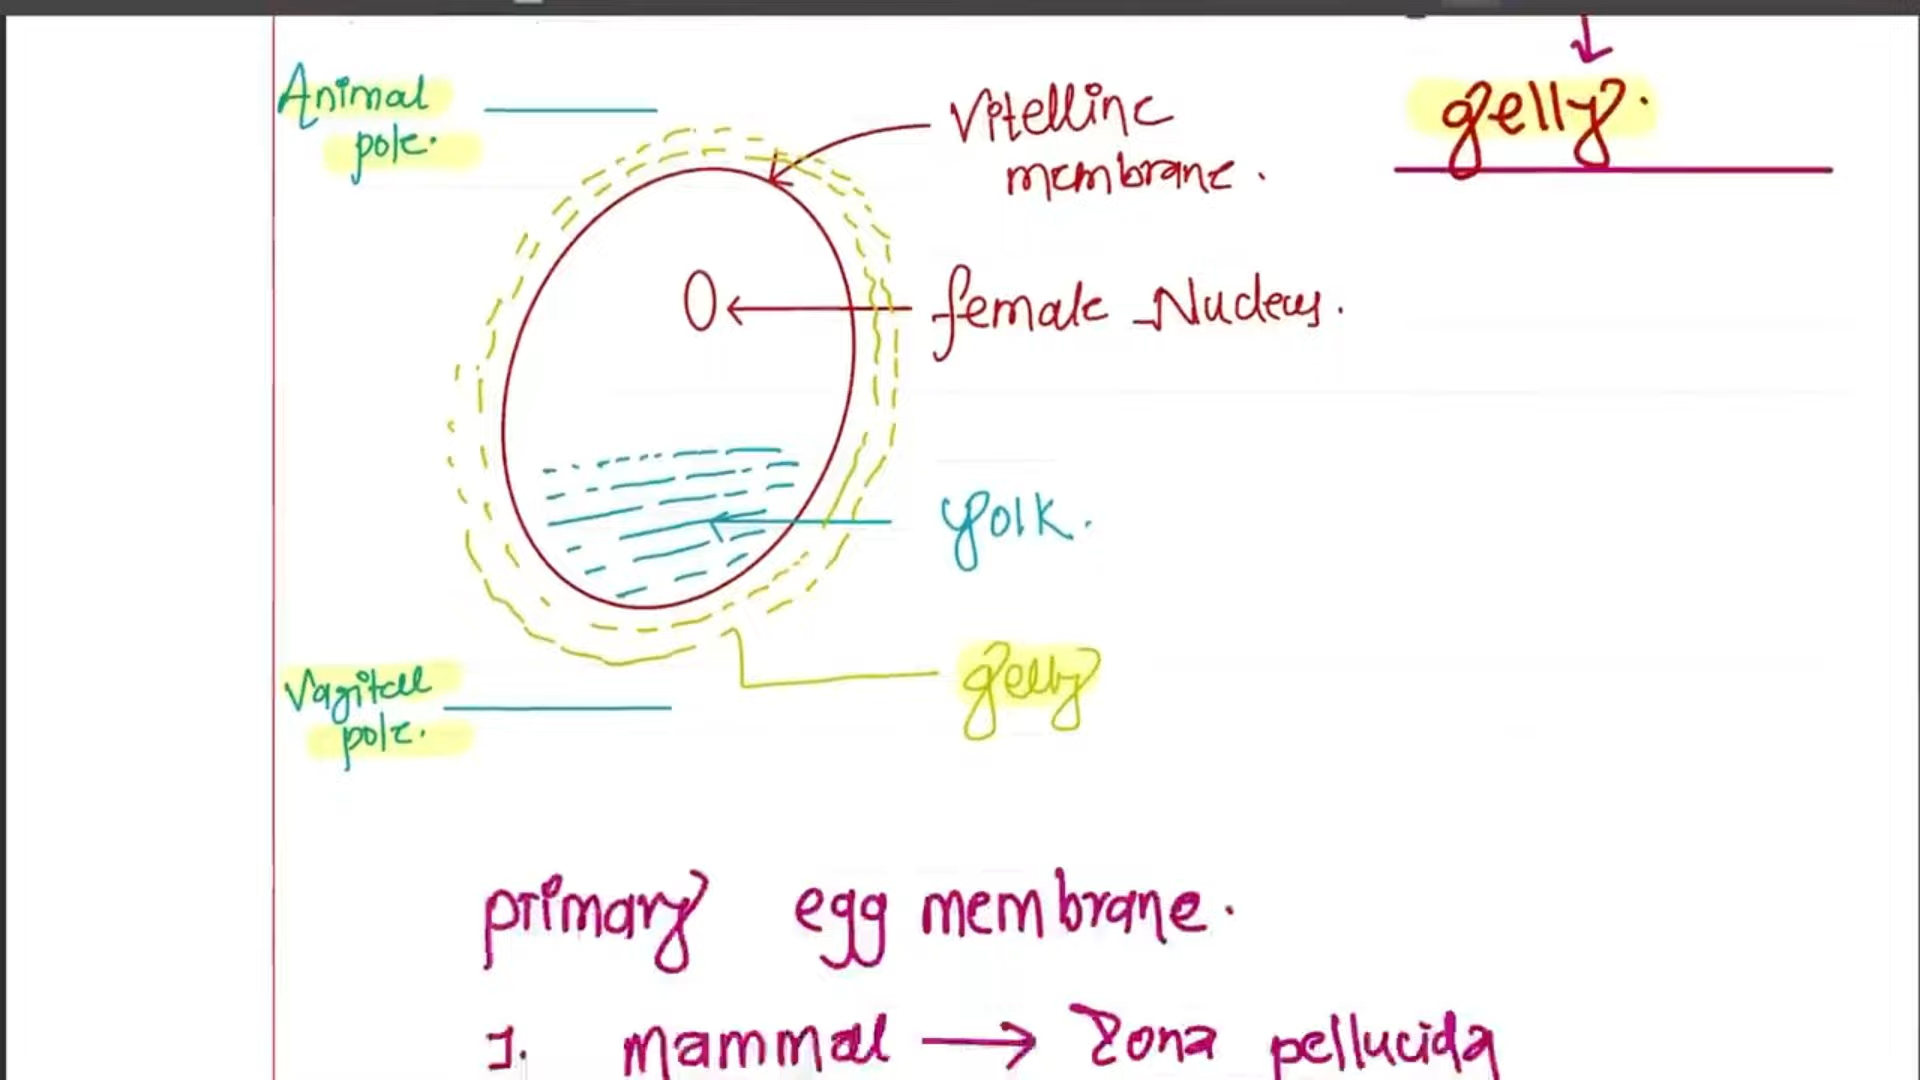 Animal
pole.
Vitelline
membrane.
gelly.
female Nucleus.
yolk.
gelly
Vagitall
pole.
primary egg membrane.
1. mammal → Zona pellucida